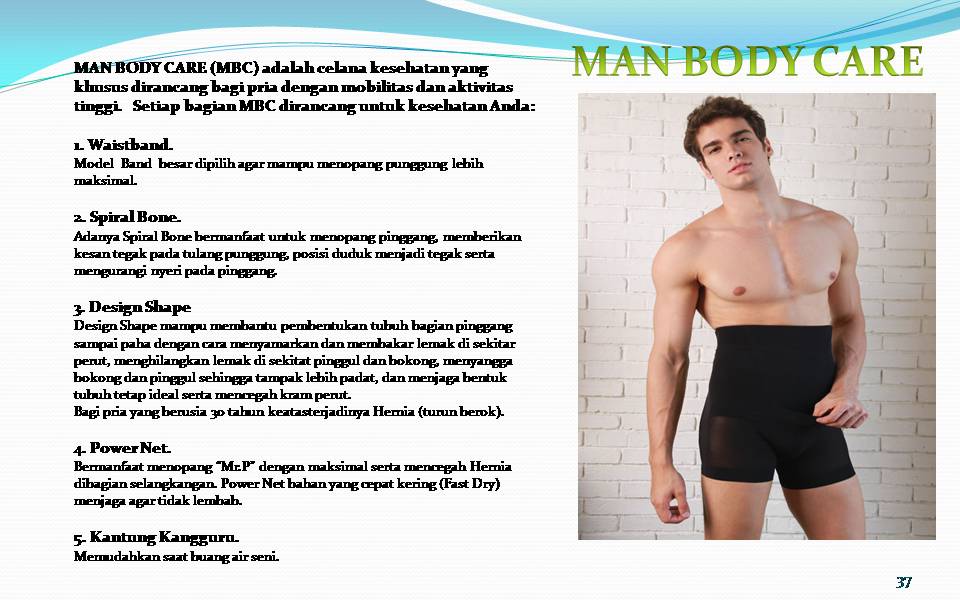 MAN BODY CARE
MAN BODY CARE (MBC) adalah celana kesehatan yang
khusus dirancang bagi pria dengan mobilitas dan aktivitas
tinggi. Setiap bagian MBC dirancang untuk kesehatan Anda:
1. Waistband.
Model Band besar dipilih agar mampu menopang punggung lebih
maksimal.
2. Spiral Bone.
Adanya Spiral Bone bermanfaat untuk menopang pinggang, memberikan
kesan tegak pada tulang punggung, posisi duduk menjadi tegak serta
mengurangi nyeri pada pinggang.
3. Design Shape
Design Shape mampu membantu pembentukan tubuh bagian pinggang
sampai paha dengan cara menyamarkan dan membakar lemak di sekitar
perut, menghilangkan lemak di sekitat pinggul dan bokong, menyangga
bokong dan pinggul sehingga tampak lebih padat, dan menjaga bentuk
tubuh tetap ideal serta mencegah kram perut.
Bagi pria yang berusia 30 tahun keatasterjadinya Hernia (turun berok).
4. Power Net.
Bermanfaat menopang “Mr.P” dengan maksimal serta mencegah Hernia
dibagian selangkangan. Power Net bahan yang cepat kering (Fast Dry)
menjaga agar tidak lembab.
5. Kantung Kangguru.
Memudahkan saat buang air seni.
37